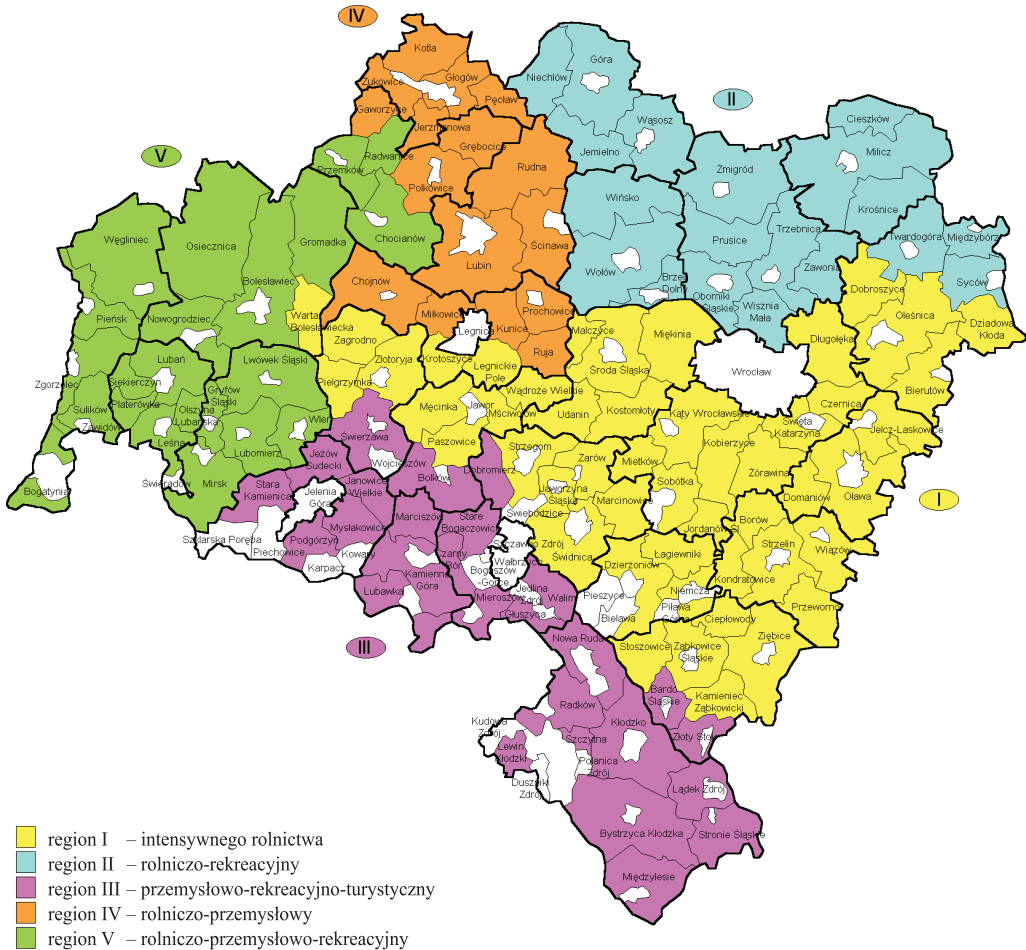 IV
Kotla
Żukowice
Głogów
Pęcław
Gaworzyce
Jerzmanowa
Grębocice
Radwanice
Przemków
Polkowice
Rudna
Chocianów
Lubin
Ścinawa
Chojnów
Miłkowice
Legnica
Kunice
Prochowice
Ruja
II
Niechlów
Góra
Wąsosz
Jemielno
Żmigród
Cieszków
Milicz
Krośnice
Wińsko
Prusice
Trzebnica
Zawonia
Twardogóra
Międzybórz
Syców
Wołów
Brzeg
Dolny
Oborniki
Śląskie
Wisznia
Mała
V
Węgliniec
Osiecznica
Gromadka
Bolesławiec
Warta
Bolesławiecka
Pieńsk
Nowogrodziec
Zgorzelec
Lubań
Siekierczyn
Platerówka
Sulików
Zawidów
Olszyna
Lubańska
Leśna
Gryfów
Śląski
Lwówek Śląski
Wleń
Lubomierz
Mirsk
Świeradów
Bogatynia
Zagrodno
Złotoryja
Pielgrzymka
Krotoszyce
Legnickie
Pole
Wądroże Wielkie
Męcinka
Jawor
Mściwojów
Paszowice
Malczyce
Miękinia
Środa Śląska
Udanin
Kostomłoty
Wrocław
Długołęka
Dobroszyce
Oleśnica
Dziadowa
Kłoda
Bierutów
Czernica
Jelcz-Laskowice
Kąty Wrocławskie
Kobierzyce
Święta
Katarzyna
Żórawina
Domaniów
Oława
I
Strzegom
Żarów
Mietków
Sobótka
Jaworzyna
Śląska
Marcinowice
Świebodzice
Świdnica
Jordanów Śl.
Borów
Strzelin
Wiązów
Kondratowice
Przeworno
Łagiewniki
Dzierżoniów
Niemcza
Pieszyce
Piława
Górna
Bielawa
Ciepłowody
Ziębice
Stoszowice
Ząbkowice
Śląskie
Kamieniec
Ząbkowicki
Świerzawa
Wojcieszów
Bolków
Dobromierz
Jeżów
Sudecki
Janowice
Wielkie
Stara
Kamienica
Jelenia
Góra
Szklarska Poręba
Piechowice
Podgórzyn
Mysłakowice
Karpacz
Kowary
Marciszów
Kamienna
Góra
Lubawka
Stare
Bogaczowice
Czarny
Bór
Szczawno Zdrój
Wałbrzych
Boguszów
-Gorce
Mieroszów
Jedlina
Zdrój
Głuszyca
Walim
III
Nowa Ruda
Radków
Kłodzko
Bardo
Śląskie
Złoty Stok
Kudowa
Zdrój
Lewin
Kłodzki
Szczytna
Polanica
Zdrój
Duszniki
Zdrój
Lądek Zdrój
Bystrzyca Kłodzka
Stronie Śląskie
Międzylesie
region I – intensywnego rolnictwa
region II – rolniczo-rekreacyjny
region III – przemysłowo-rekreacyjno-turystyczny
region IV – rolniczo-przemysłowy
region V – rolniczo-przemysłowo-rekreacyjny